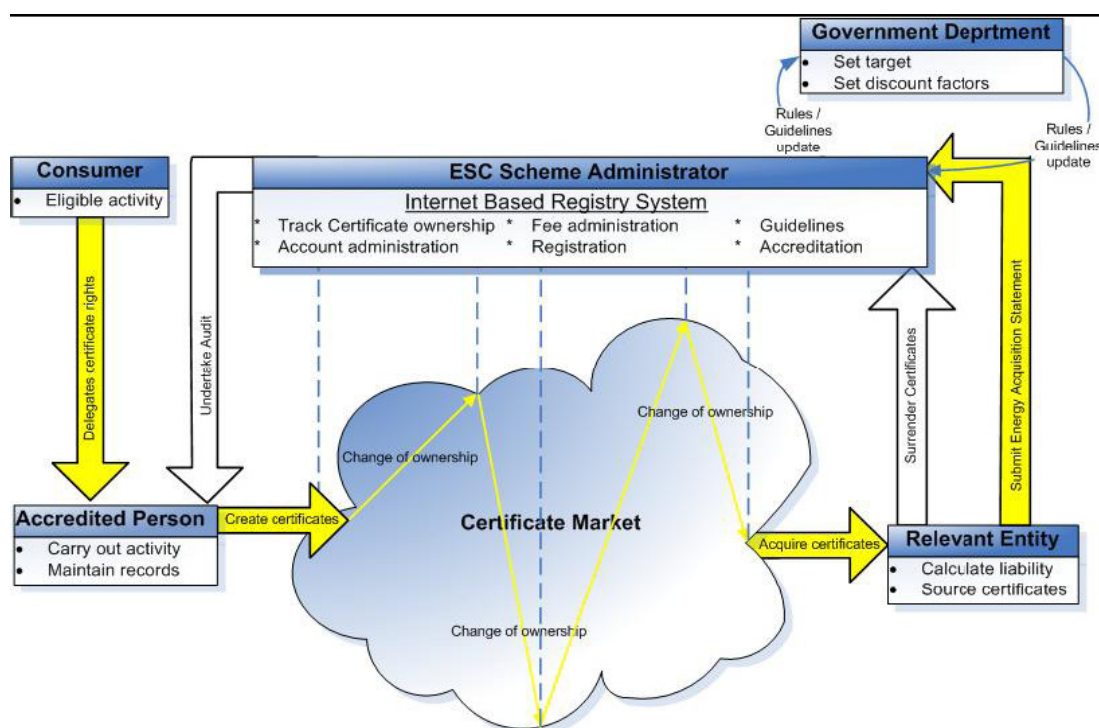 Government Deprtment
• Set target
• Set discount factors
Rules /
Guidelines
update
Rules /
Guidelines
update
Consumer
• Eligible activity
ESC Scheme Administrator
Internet Based Registry System
* Track Certificate ownership * Fee administration * Guidelines
* Account administration * Registration * Accreditation
Delegates certificate rights
Undertake Audit
Surrender Certificates
Submit Energy Acquisition Statement
Change of ownership
Change of ownership
Accredited Person
• Carry out activity
• Maintain records
Create certificates
Certificate Market
Acquire certificates
Relevant Entity
• Calculate liability
• Source certificates
Change of ownership